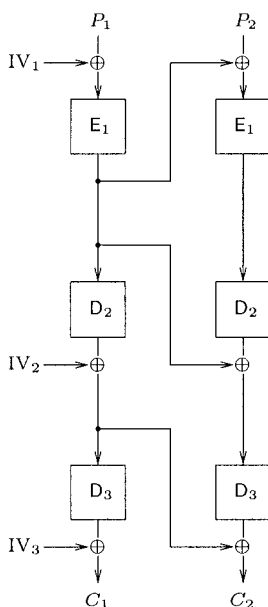 P₁ P₂
IV₁
E₁ E₁
D₂ D₂
IV₂
D₃ D₃
IV₃
C₁ C₂